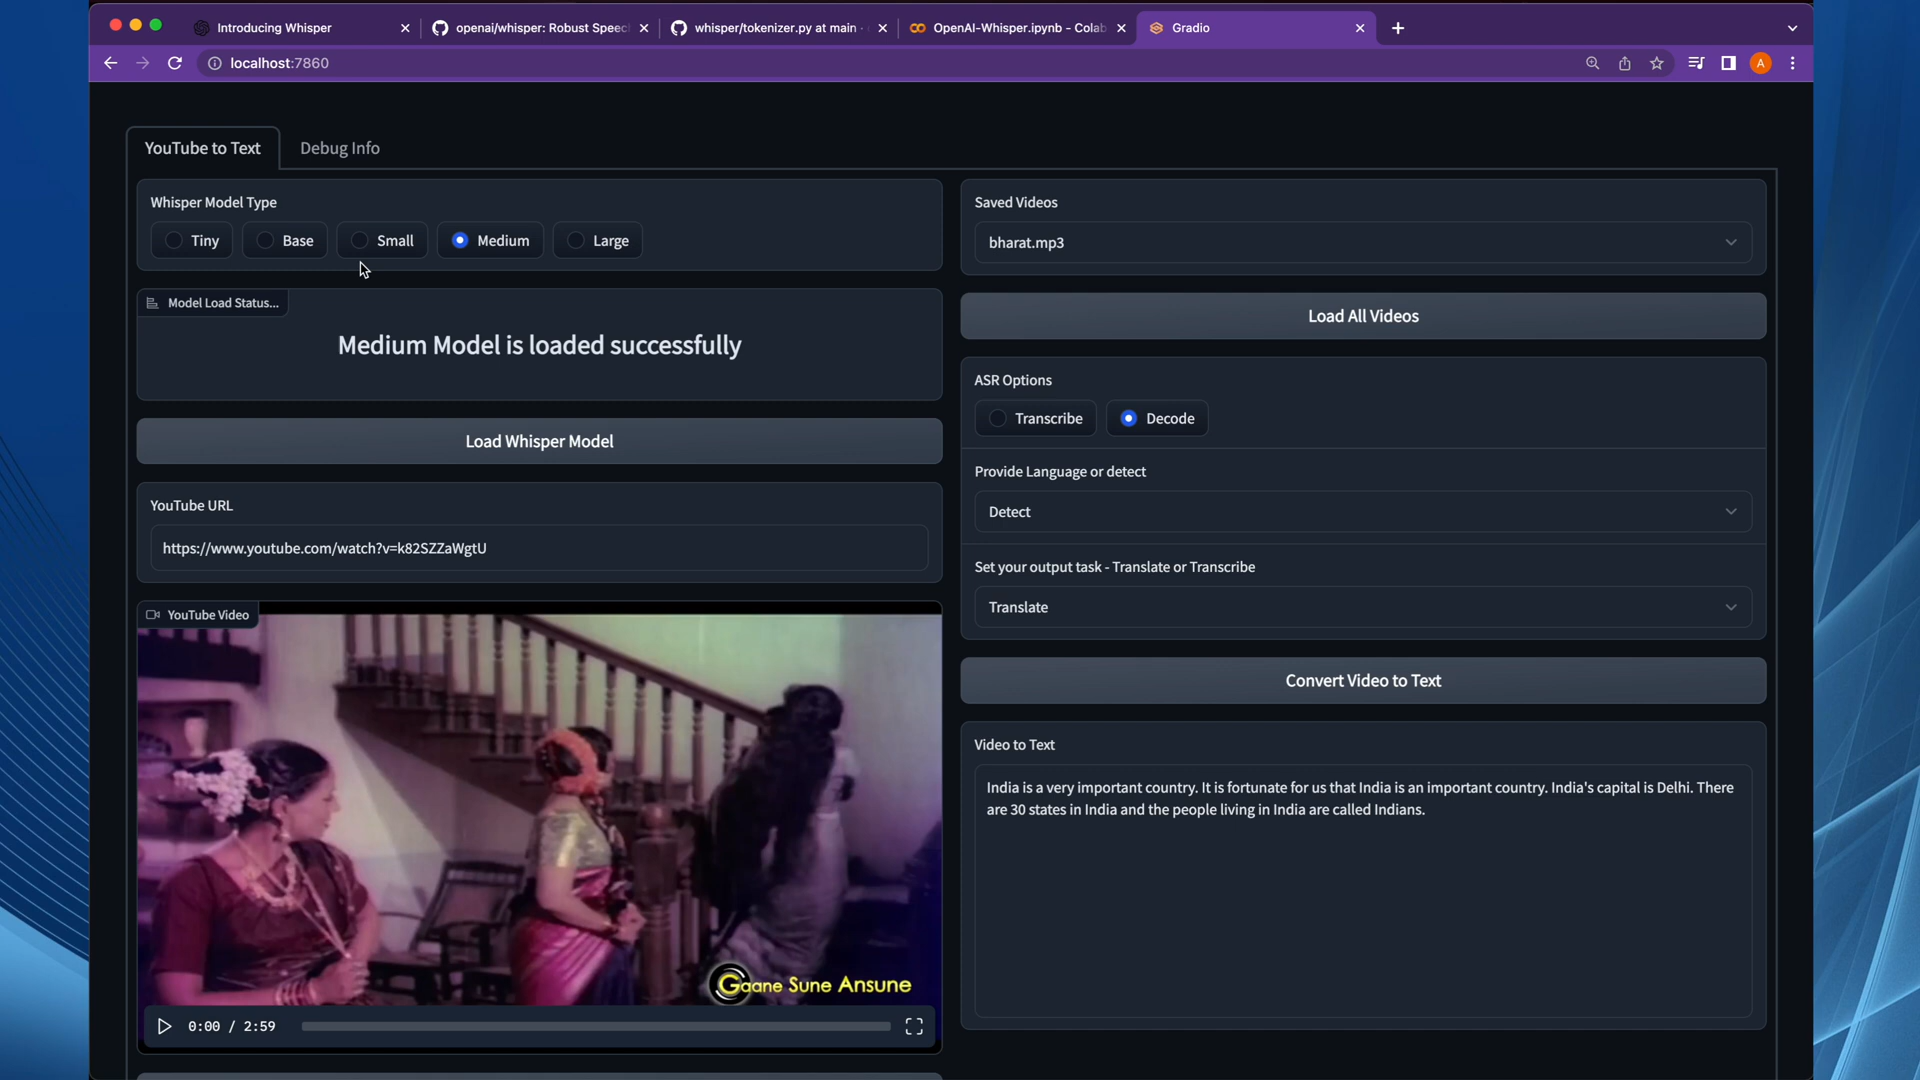 Introducing Whisper
openai/whisper: Robust Speec
whisper/tokenizer.py at main ·
OpenAI-Whisper.ipynb - Colab
Gradio
localhost:7860
A
YouTube to Text
Debug Info
Whisper Model Type
Tiny
Base
Small
Medium
Large
Model Load Status...
Medium Model is loaded successfully
Load Whisper Model
YouTube URL
https://www.youtube.com/watch?v=k82SZZaWgtU
YouTube Video
Gaane Sune Ansune
0:00 / 2:59
Saved Videos
bharat.mp3
Load All Videos
ASR Options
Transcribe
Decode
Provide Language or detect
Detect
Set your output task - Translate or Transcribe
Translate
Convert Video to Text
Video to Text
India is a very important country. It is fortunate for us that India is an important country. India's capital is Delhi. There
are 30 states in India and the people living in India are called Indians.